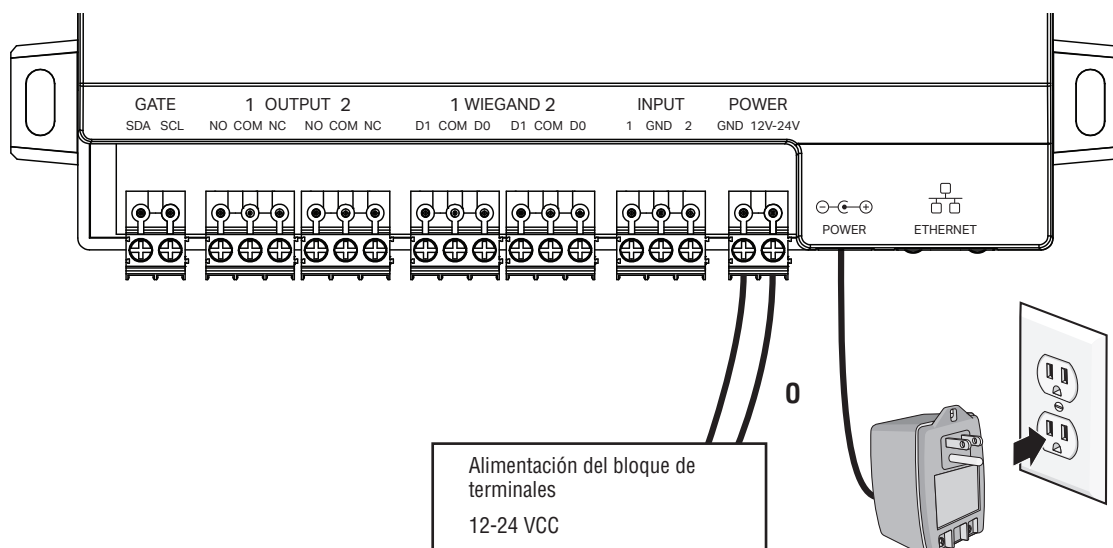 GATE 1 OUTPUT 2 1 WIEGAND 2 INPUT POWER
SDA SCL NO COM NC NO COM NC D1 COM D0 D1 COM D0 1 GND 2 GND 12V-24V
POWER ETHERNET
O
Alimentación del bloque de
terminales
12-24 VCC